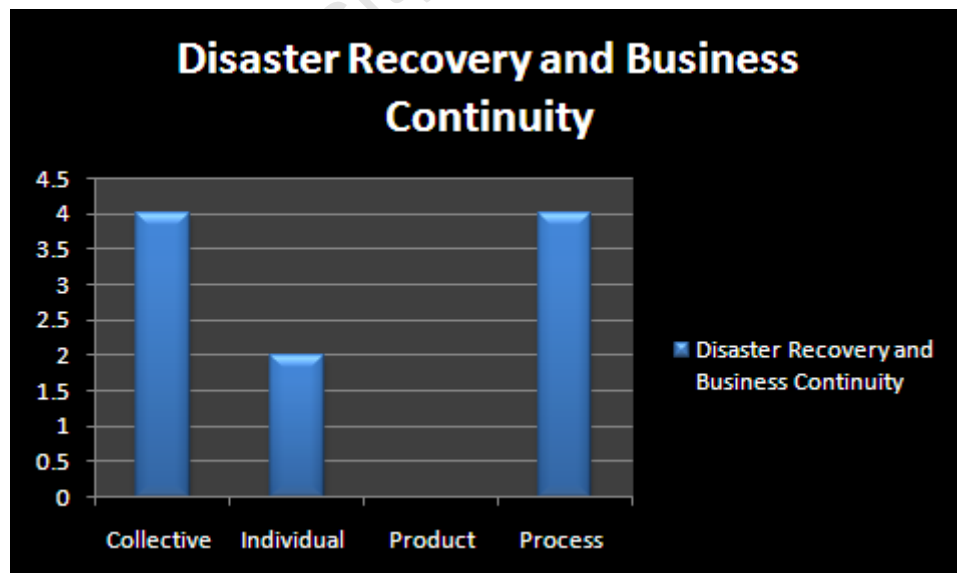 Disaster Recovery and Business
Continuity
4.5
4
3.5
3
2.5
2
1.5
1
0.5
0
Collective Individual Product Process
Disaster Recovery and
Business Continuity